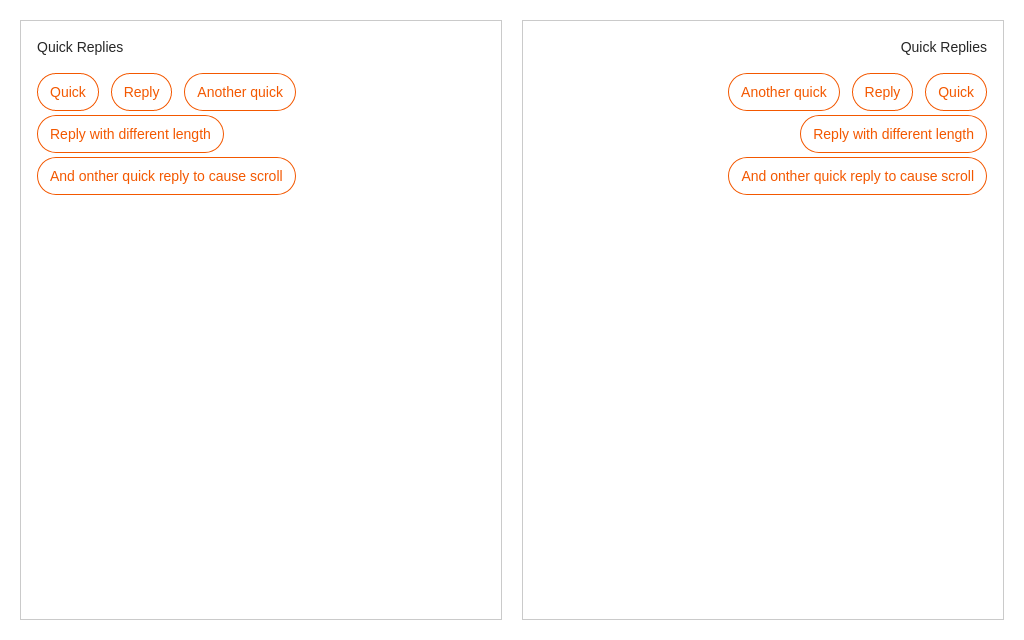 Quick Replies
Quick Reply Another quick
Reply with different length
And onther quick reply to cause scroll
Quick Replies
Another quick Reply Quick
Reply with different length
And onther quick reply to cause scroll